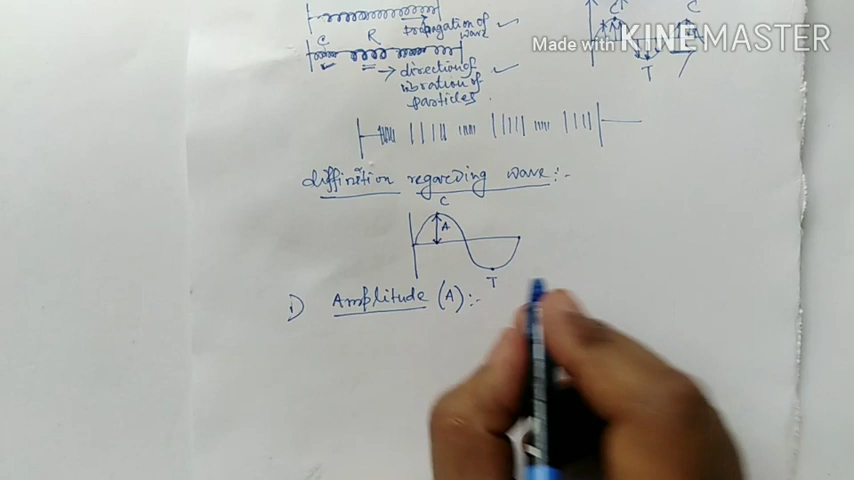 Propagation of
wave
C R
direction of
vibration of
particles.
C
T
C
Made with KINEMASTER
diffinition regarding wave :-
C
A
T
1) Amplitude (A) :-